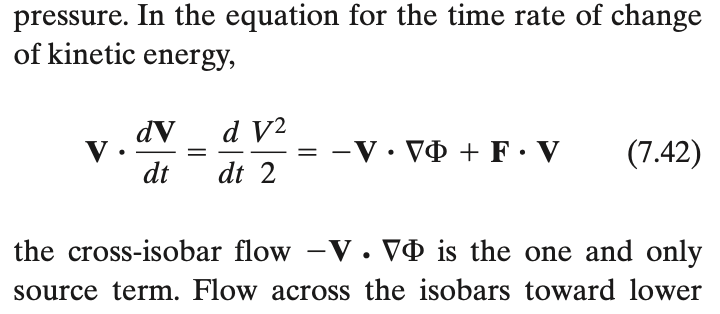 pressure. In the equation for the time rate of change
of kinetic energy,
V · dV/dt = d/dt V²/2 = −V · ∇Φ + F · V (7.42)
the cross-isobar flow −V · ∇Φ is the one and only
source term. Flow across the isobars toward lower